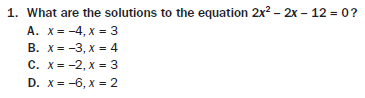 1. What are the solutions to the equation 2x² – 2x – 12 = 0?
A. x = –4, x = 3
B. x = –3, x = 4
C. x = –2, x = 3
D. x = –6, x = 2